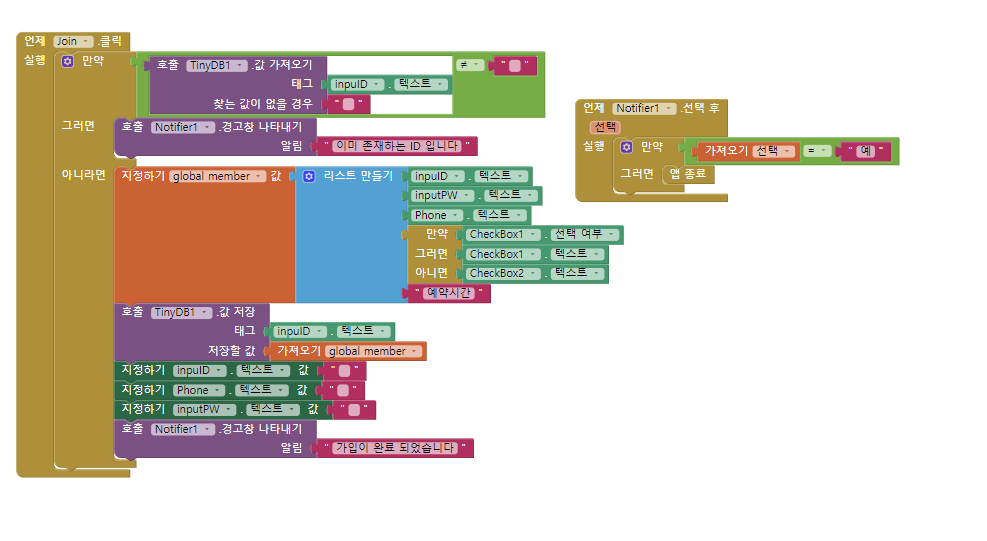 언제 Join .클릭
실행 만약 호출 TinyDB1 .값 가져오기 ≠ " "
태그 inpuID . 텍스트
찾는 값이 없을 경우 " "
그러면 호출 Notifier1 .경고창 나타내기
알림 " 이미 존재하는 ID 입니다 "
아니라면 지정하기 global member 값 리스트 만들기 inpuID . 텍스트
inputPW . 텍스트
Phone . 텍스트
만약 CheckBox1 . 선택 여부
그러면 CheckBox1 . 텍스트
아니면 CheckBox2 . 텍스트
" 예약시간 "
호출 TinyDB1 .값 저장
태그 inpuID . 텍스트
저장할 값 가져오기 global member
지정하기 inpuID . 텍스트 값 " "
지정하기 Phone . 텍스트 값 " "
지정하기 inputPW . 텍스트 값 " "
호출 Notifier1 .경고창 나타내기
알림 " 가입이 완료 되었습니다 "
언제 Notifier1 .선택 후
선택
실행 만약 가져오기 선택 = " 예 "
그러면 앱 종료